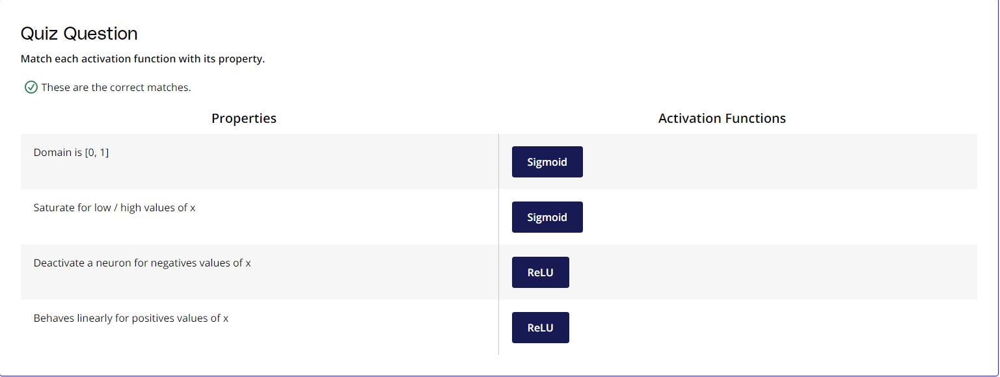 Quiz Question
Match each activation function with its property.
These are the correct matches.
Properties
Activation Functions
Domain is [0, 1]
Sigmoid
Saturate for low / high values of x
Sigmoid
Deactivate a neuron for negatives values of x
ReLU
Behaves linearly for positives values of x
ReLU